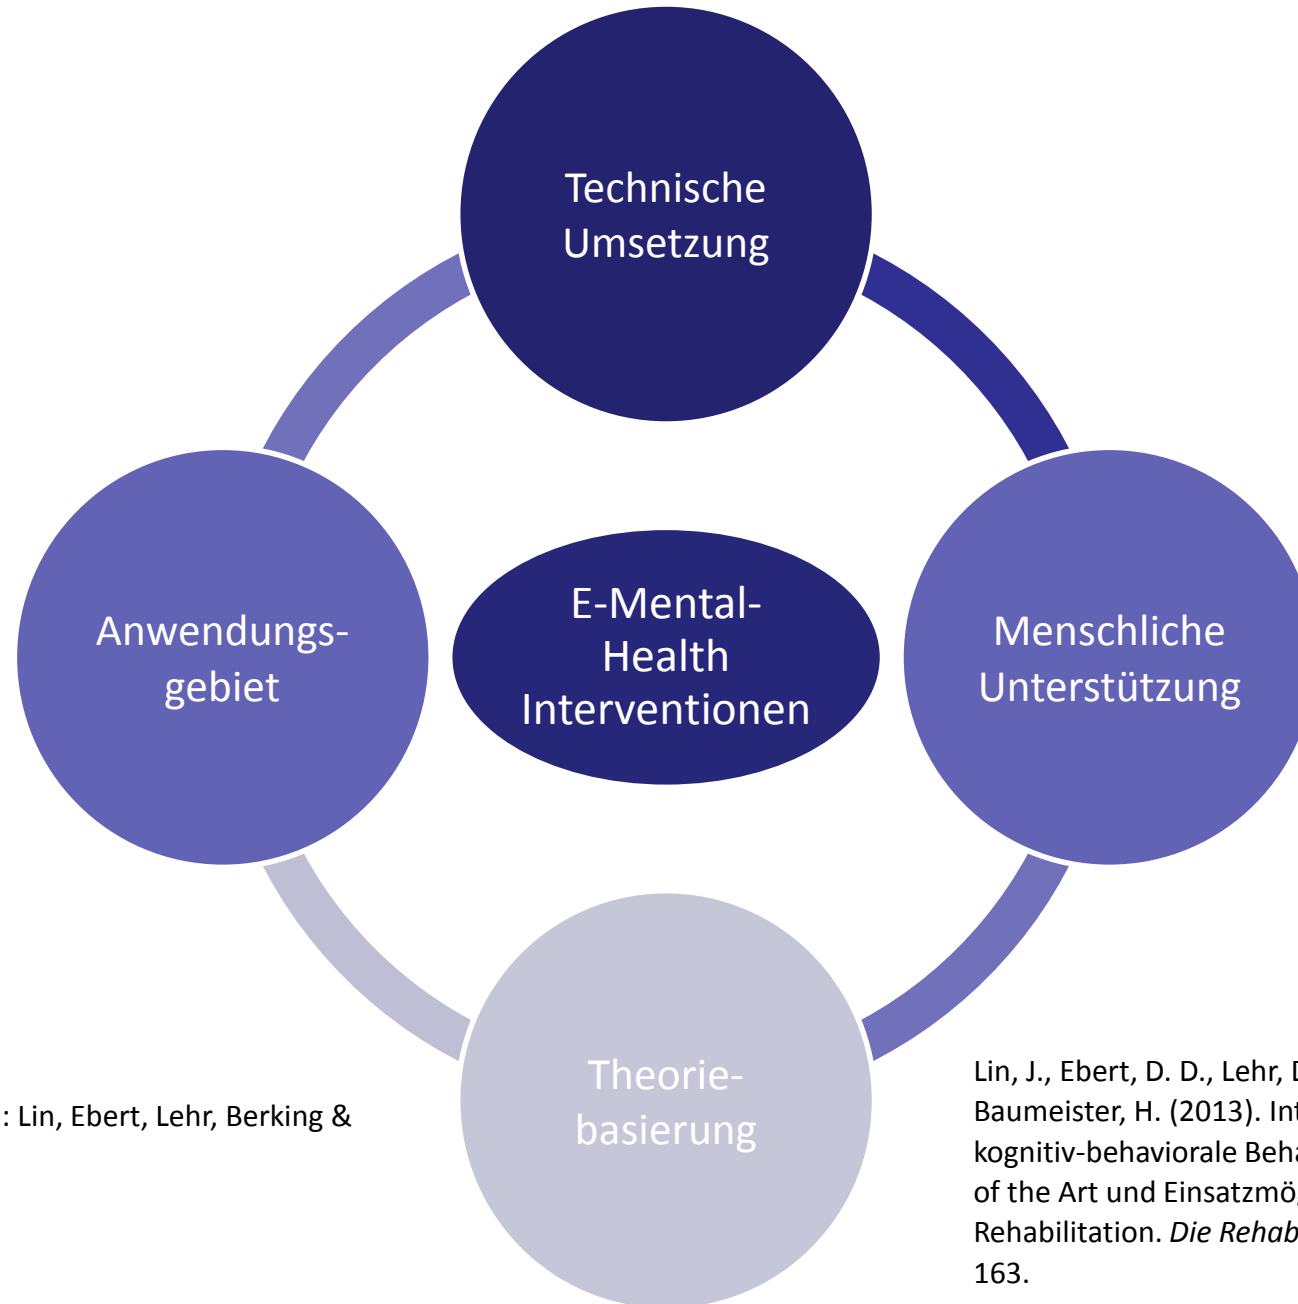 Technische
Umsetzung
Anwendungs-
gebiet
E-Mental-
Health
Interventionen
Menschliche
Unterstützung
Theorie-
basierung
: Lin, Ebert, Lehr, Berking &
Lin, J., Ebert, D. D., Lehr,
Baumeister, H. (2013).
kognitiv-behaviorale
of the Art und
Rehabilitation. Die
163.